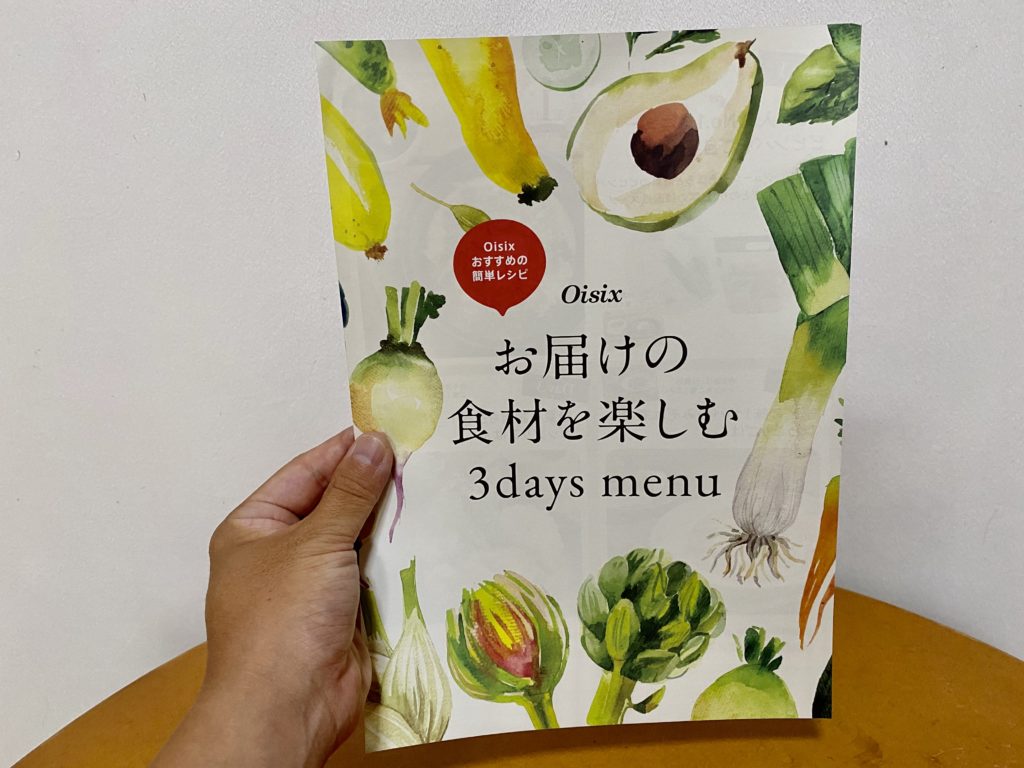 Oisix
おすすめの
簡単レシピ
Oisix
お届けの
食材を楽しむ
3days menu